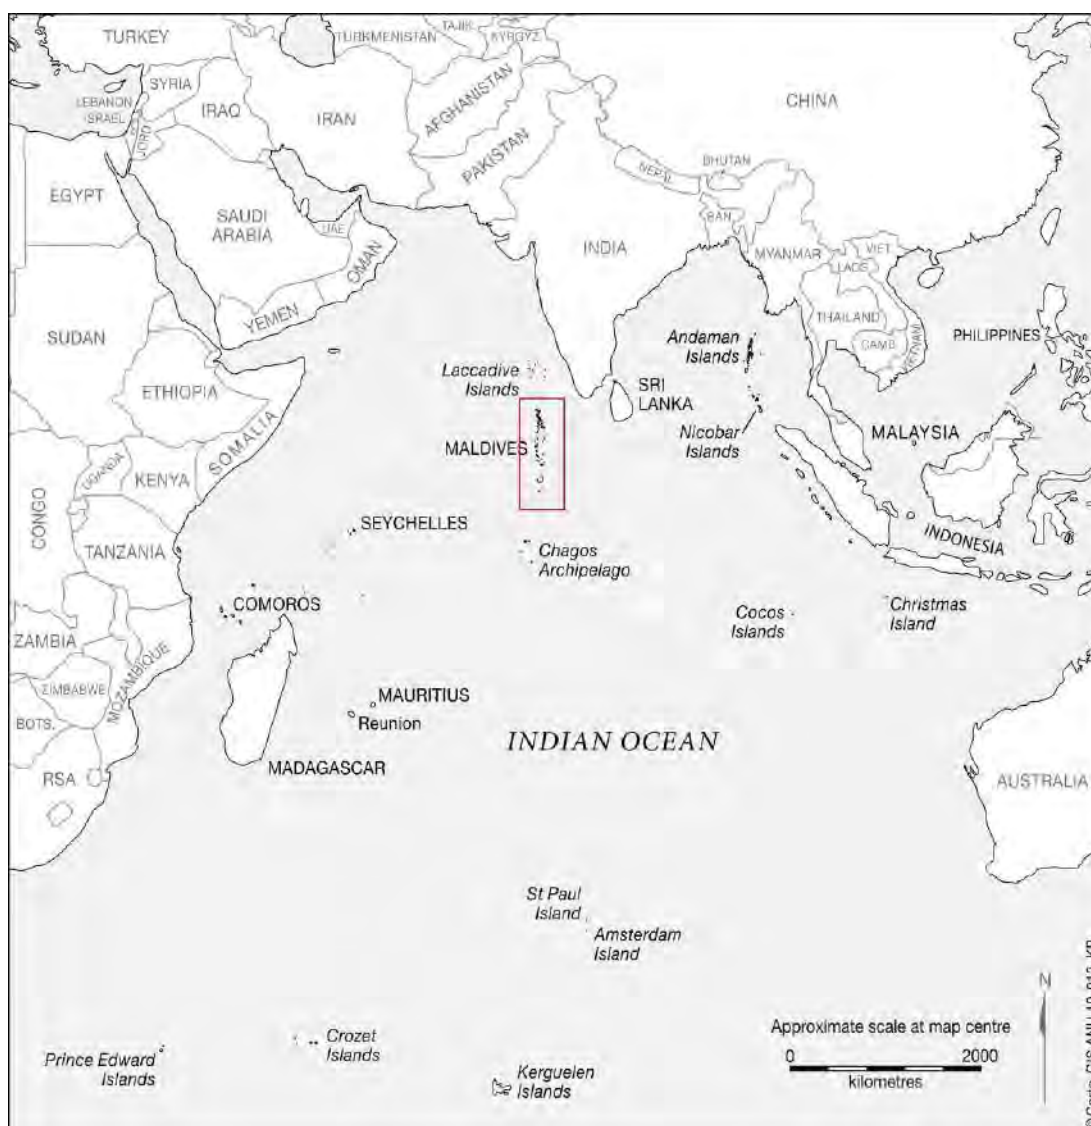 TURKEY
TURKMENISTAN
TAJIK.
KYRGYZ.
SYRIA
LEBANON
ISRAEL
JORD
IRAQ
IRAN
AFGHANISTAN
PAKISTAN
CHINA
NEPAL
BHUTAN
BAN.
EGYPT
SAUDI
ARABIA
UAE
OMAN
YEMEN
INDIA
MYANMAR
VIET.
LAOS
THAILAND
CAMB.
VIETNAM
PHILIPPINES
SUDAN
ETHIOPIA
SOMALIA
Laccadive
Islands
Andaman
Islands
SRI
LANKA
Nicobar
Islands
MALAYSIA
MALDIVES
UGANDA
KENYA
CONGO
TANZANIA
SEYCHELLES
Chagos
Archipelago
INDONESIA
COMOROS
Cocos
Islands
Christmas
Island
ZAMBIA
ZIMBABWE
MOZAMBIQUE
BOTS.
RSA
MAURITIUS
Reunion
MADAGASCAR
INDIAN OCEAN
AUSTRALIA
St Paul
Island
Amsterdam
Island
Prince Edward
Islands
Crozet
Islands
Kerguelen
Islands
N
Approximate scale at map centre
0 2000
kilometres